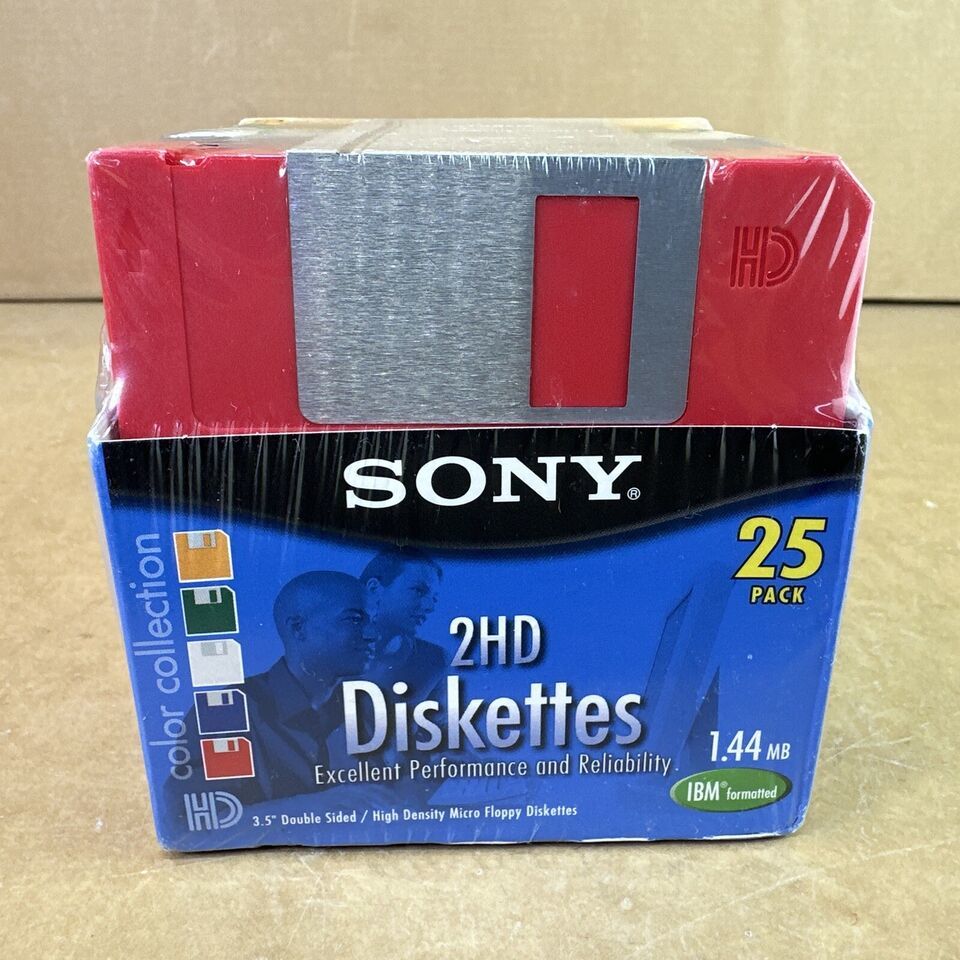 HD
SONY®
25
PACK
color collection
2HD
Diskettes
Excellent Performance and Reliability
1.44 MB
IBM® formatted
HD
3.5" Double Sided / High Density Micro Floppy Diskettes